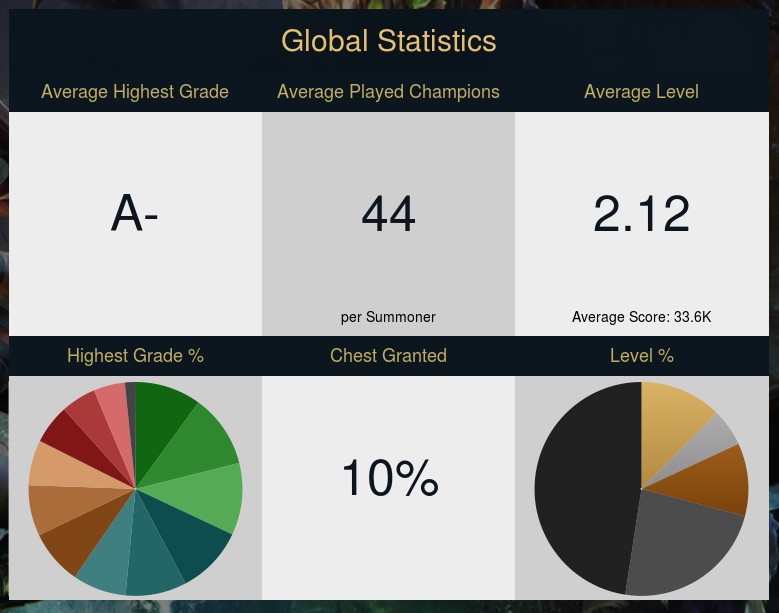 Global Statistics
Average Highest Grade
Average Played Champions
Average Level
A-
44
2.12
per Summoner
Average Score: 33.6K
Highest Grade %
Chest Granted
Level %
10%